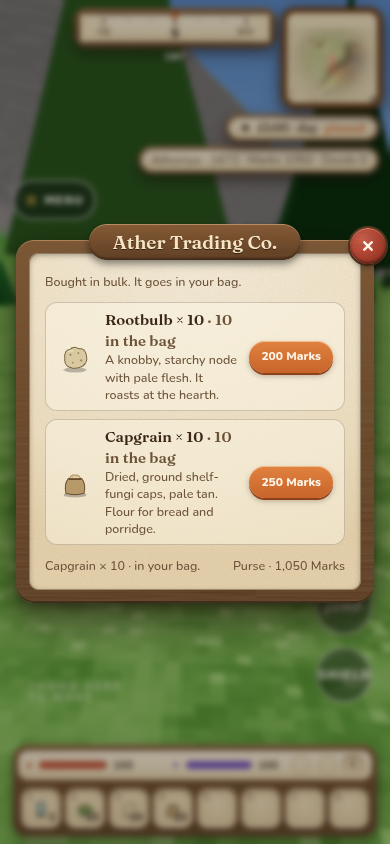 MENU
Ather Trading Co.
Bought in bulk. It goes in your bag.
Rootbulb × 10 · 10
in the bag
A knobby, starchy node
with pale flesh. It
roasts at the hearth.
200 Marks
Capgrain × 10 · 10
in the bag
Dried, ground shelf-
fungi caps, pale tan.
Flour for bread and
porridge.
250 Marks
Capgrain × 10 · in your bag. Purse · 1,050 Marks